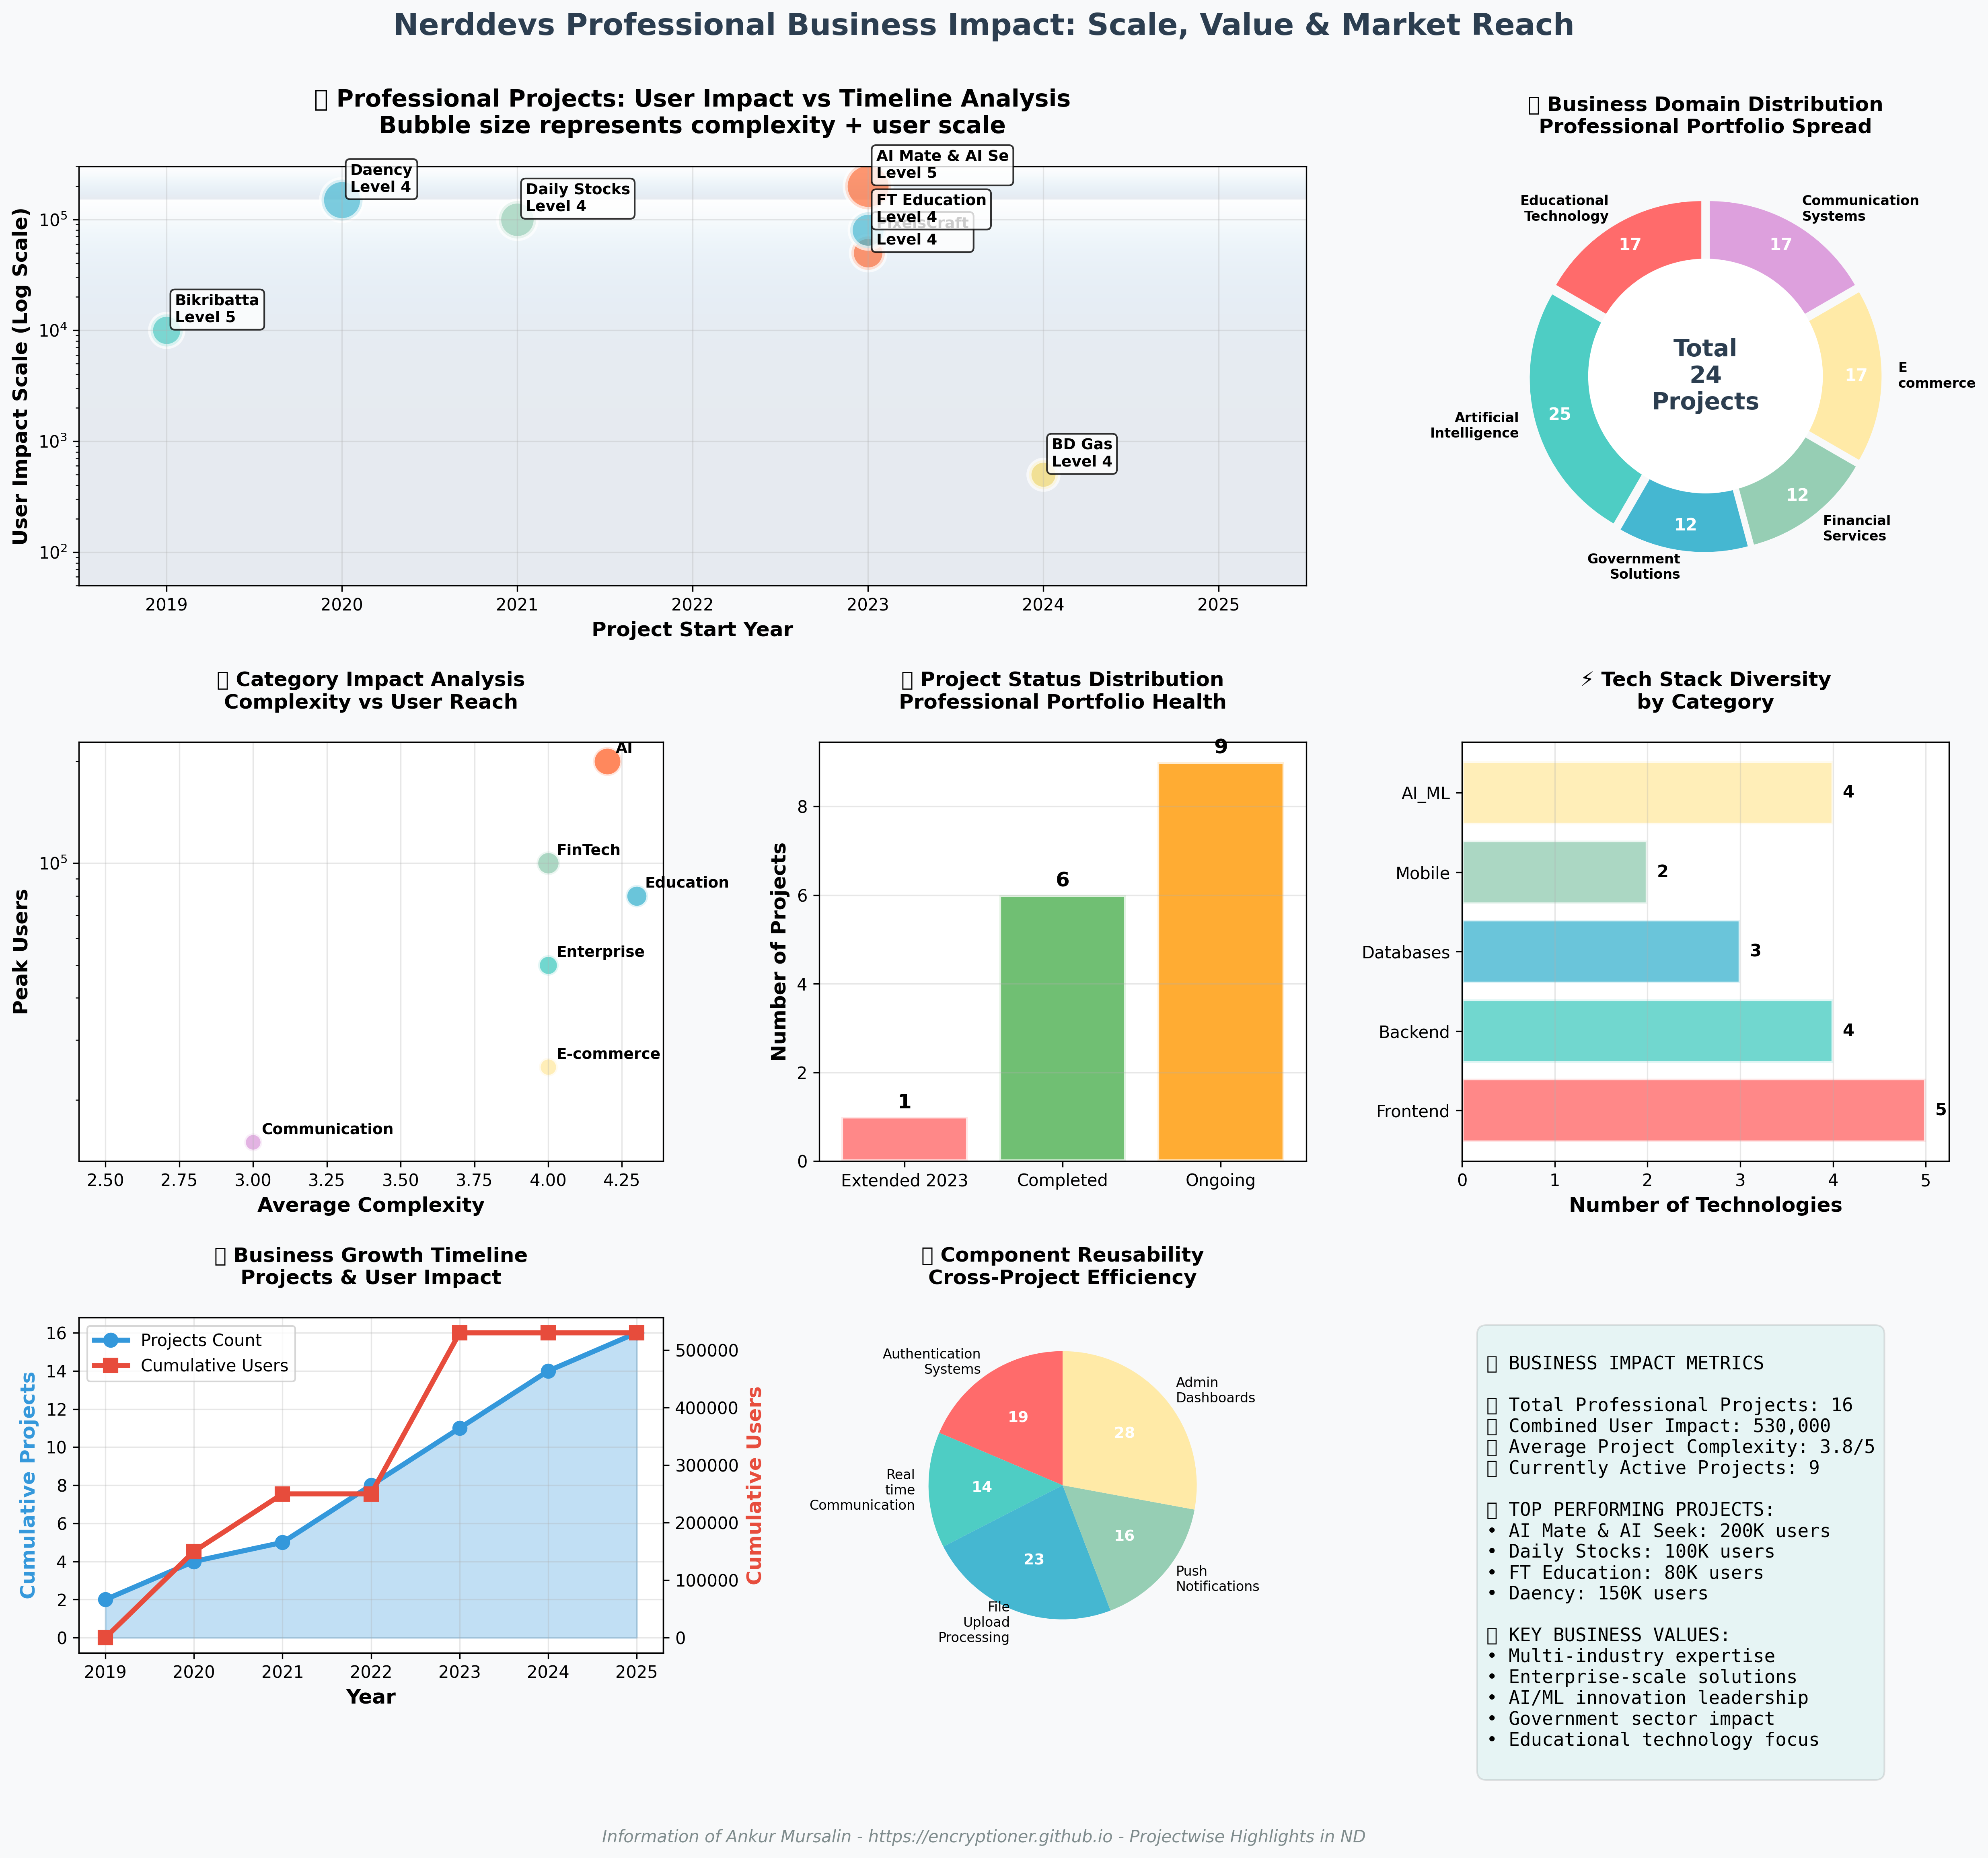 Nerddevs Professional Business Impact: Scale, Value & Market Reach
Professional Projects: User Impact vs Timeline Analysis
Bubble size represents complexity + user scale
User Impact Scale (Log Scale)
10⁵
10⁴
10³
10²
Daency
Level 4
Daily Stocks
Level 4
AI Mate & AI Se
Level 5
FT Education
Level 4
PixelsCraft
Level 4
Bikribatta
Level 5
BD Gas
Level 4
2019 2020 2021 2022 2023 2024 2025
Project Start Year
Business Domain Distribution
Professional Portfolio Spread
Educational
Technology
17
Communication
Systems
17
E
commerce
17
Artificial
Intelligence
25
Government
Solutions
12
Financial
Services
12
Total
24
Projects
Category Impact Analysis
Complexity vs User Reach
Peak Users
10⁵
AI
FinTech
Education
Enterprise
E-commerce
Communication
2.50 2.75 3.00 3.25 3.50 3.75 4.00 4.25
Average Complexity
Project Status Distribution
Professional Portfolio Health
Number of Projects
8
6
4
2
0
1
6
9
Extended 2023 Completed Ongoing
⚡ Tech Stack Diversity
by Category
AI_ML 4
Mobile 2
Databases 3
Backend 4
Frontend 5
0 1 2 3 4 5
Number of Technologies
Business Growth Timeline
Projects & User Impact
Cumulative Projects
16
14
12
10
8
6
4
2
0
Projects Count
Cumulative Users
500000
400000
300000
200000
100000
0
Cumulative Users
2019 2020 2021 2022 2023 2024 2025
Year
Component Reusability
Cross-Project Efficiency
Authentication
Systems
19
Admin
Dashboards
28
Real
time
Communication
14
File
Upload
Processing
23
Push
Notifications
16
BUSINESS IMPACT METRICS
Total Professional Projects: 16
Combined User Impact: 530,000
Average Project Complexity: 3.8/5
Currently Active Projects: 9
TOP PERFORMING PROJECTS:
• AI Mate & AI Seek: 200K users
• Daily Stocks: 100K users
• FT Education: 80K users
• Daency: 150K users
KEY BUSINESS VALUES:
• Multi-industry expertise
• Enterprise-scale solutions
• AI/ML innovation leadership
• Government sector impact
• Educational technology focus
Information of Ankur Mursalin - https://encryptioner.github.io - Projectwise Highlights in ND